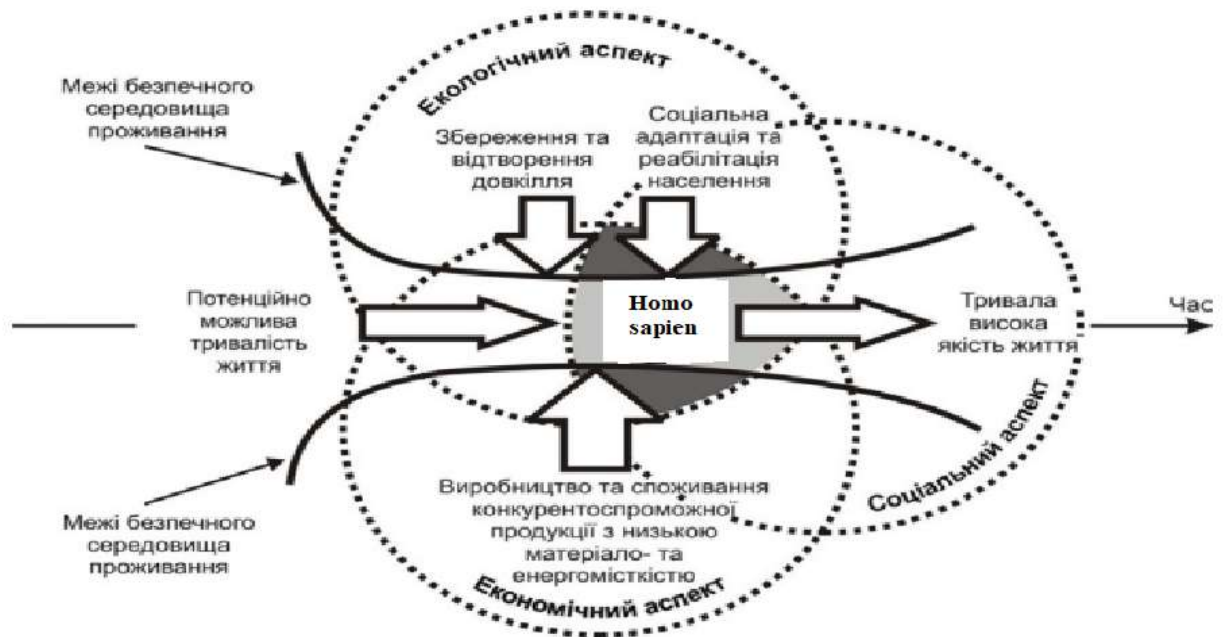 Екологічний аспект
Межі безпечного
середовища
проживання
Збереження та
відтворення
довкілля
Соціальна
адаптація та
реабілітація
населення
Потенційно
можлива
тривалість
життя
Homo
sapien
Тривала
висока
якість життя
Час
Межі безпечного
середовища
проживання
Виробництво та споживання
конкурентоспроможної
продукції з низькою
матеріало- та
енергомісткістю
Економічний аспект
Соціальний аспект